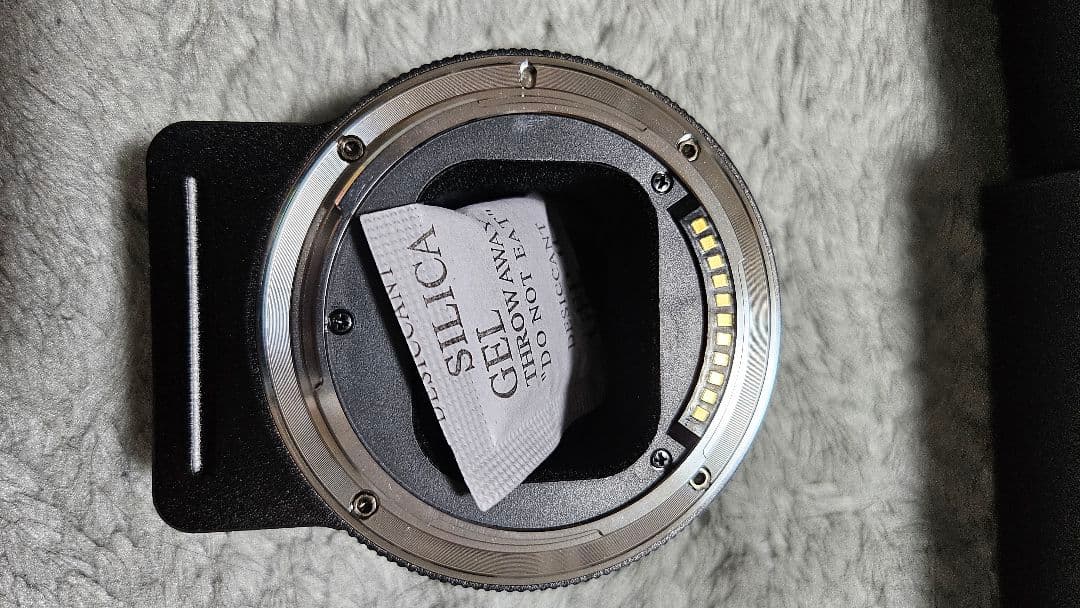 DESICCANT
SILICA
GEL
THROW AWAY
"DO NOT EAT"
DESICCANT